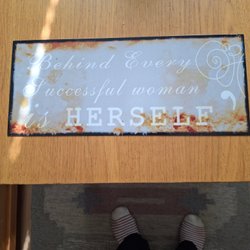 Behind Every
Successful woman
is HERSELF